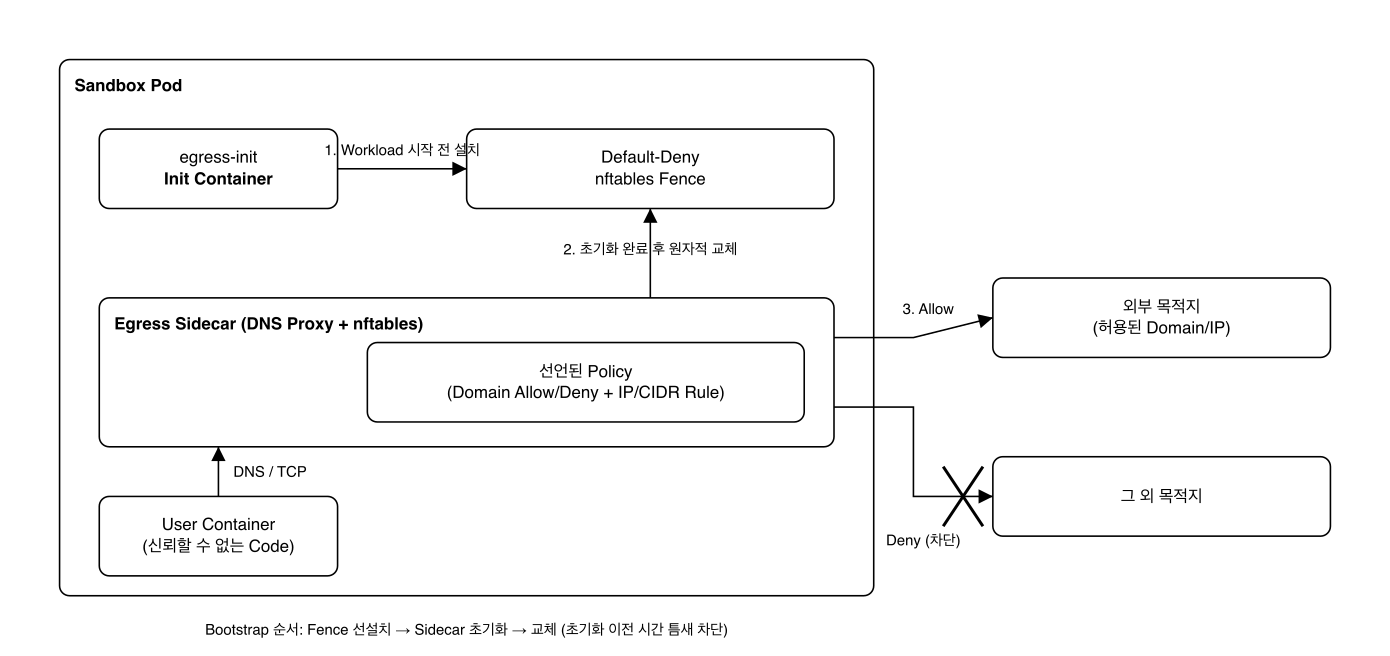 Sandbox Pod
egress-init
Init Container
1. Workload 시작 전 설치
Default-Deny
nftables Fence
2. 초기화 완료 후 원자적 교체
Egress Sidecar (DNS Proxy + nftables)
선언된 Policy
(Domain Allow/Deny + IP/CIDR Rule)
3. Allow
외부 목적지
(허용된 Domain/IP)
DNS / TCP
User Container
(신뢰할 수 없는 Code)
그 외 목적지
Deny (차단)
Bootstrap 순서: Fence 선설치 → Sidecar 초기화 → 교체 (초기화 이전 시간 틈새 차단)